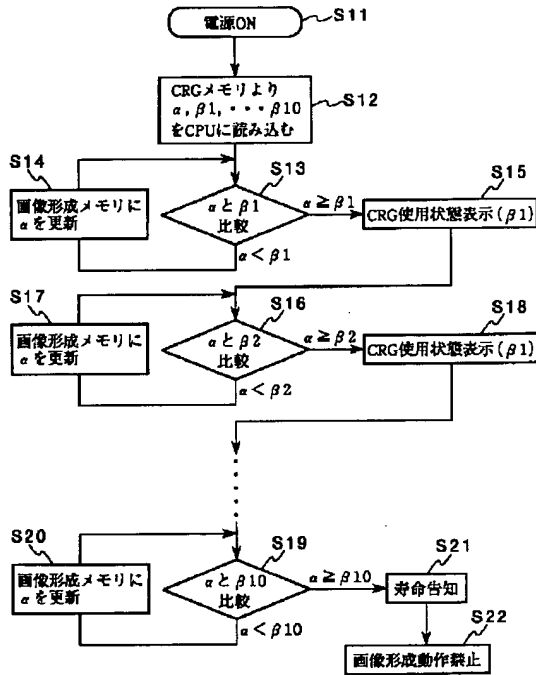 電源ON
S11
CRGメモリより
α,β1,・・・β10
をCPUに読み込む
S12
S14
画像形成メモリに
αを更新
S13
αとβ1
比較
α≧β1
α<β1
S15
CRG使用状態表示(β1)
S17
画像形成メモリに
αを更新
S16
αとβ2
比較
α≧β2
α<β2
S18
CRG使用状態表示(β1)
S20
画像形成メモリに
αを更新
S19
αとβ10
比較
α≧β10
α<β10
S21
寿命告知
S22
画像形成動作禁止